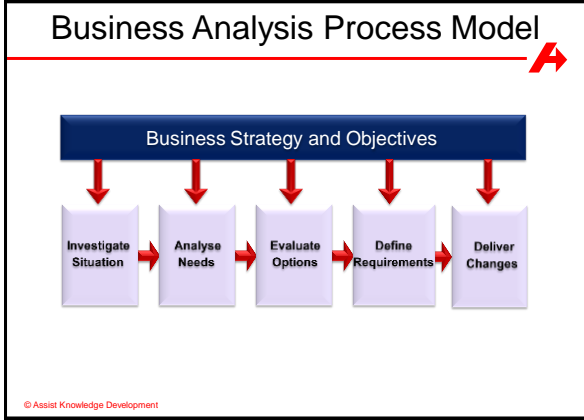 Business Analysis Process Model
Business Strategy and Objectives
Investigate
Situation
Analyse
Needs
Evaluate
Options
Define
Requirements
Deliver
Changes
© Assist Knowledge Development